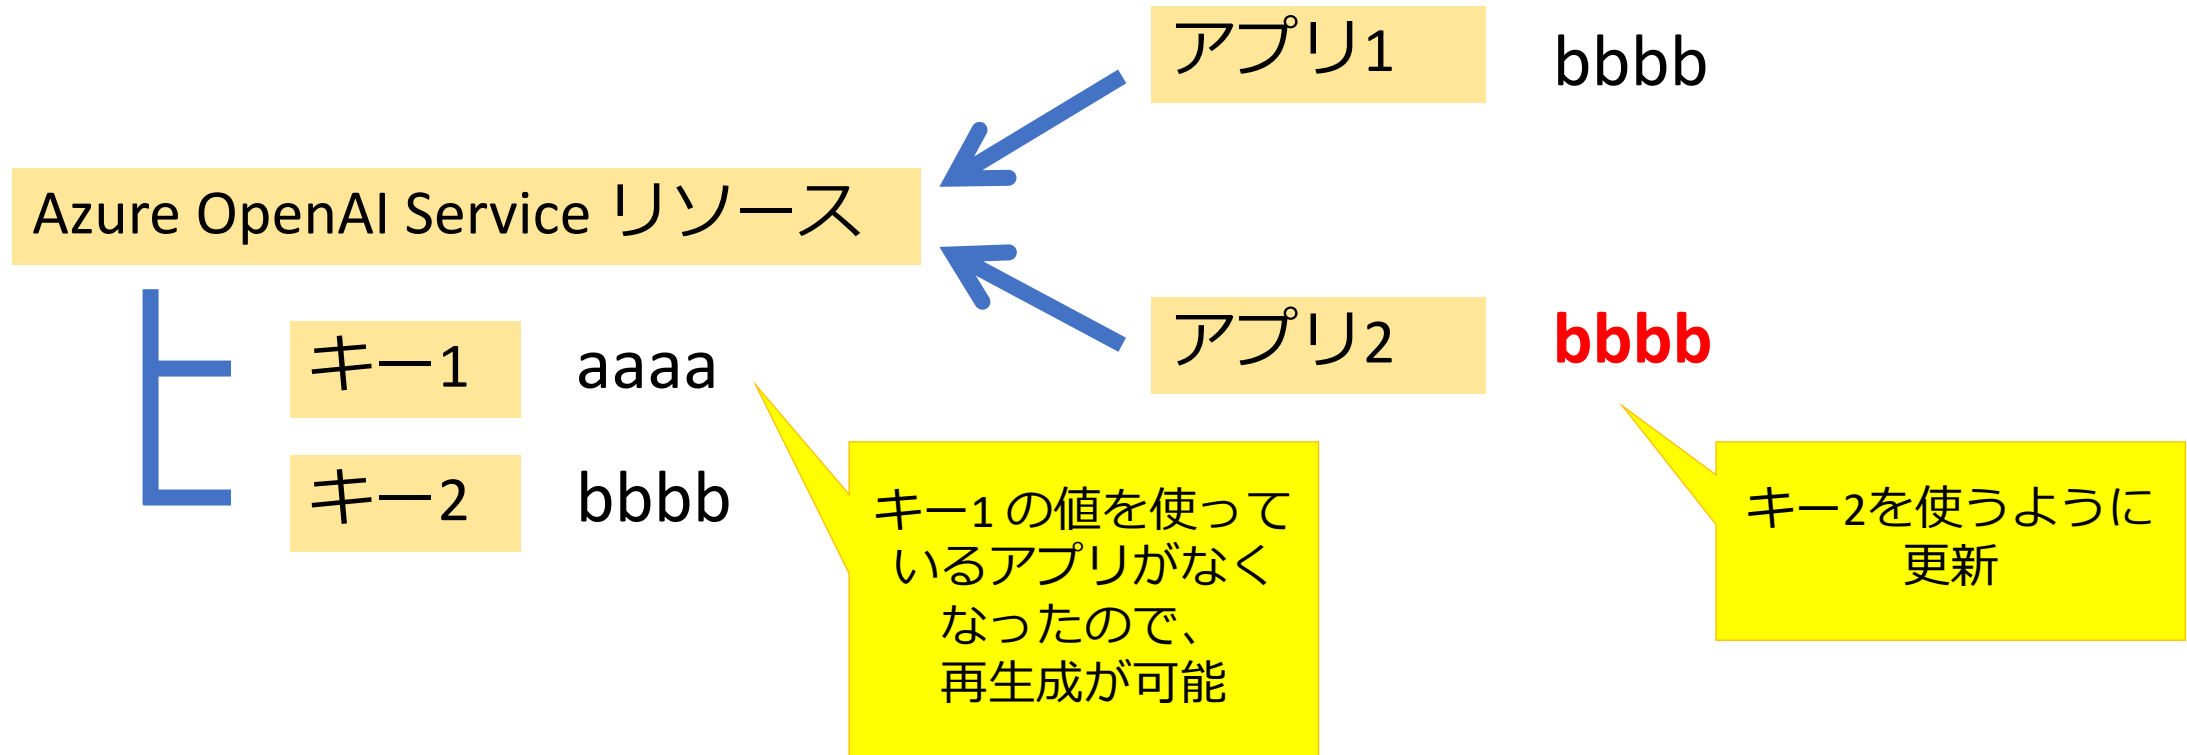 アプリ1
bbbb
Azure OpenAI Service リソース
アプリ2
bbbb
キー1
aaaa
キー2
bbbb
キー1 の値を使って
いるアプリがなく
なったので、
再生成が可能
キー2を使うように
更新